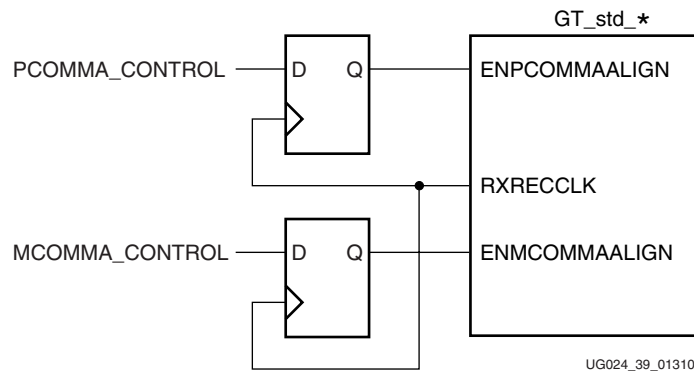 GT_std_*
PCOMMA_CONTROL D Q ENPCOMMAALIGN
RXRECCLK
MCOMMA_CONTROL D Q ENMCOMMAALIGN
UG024_39_01310